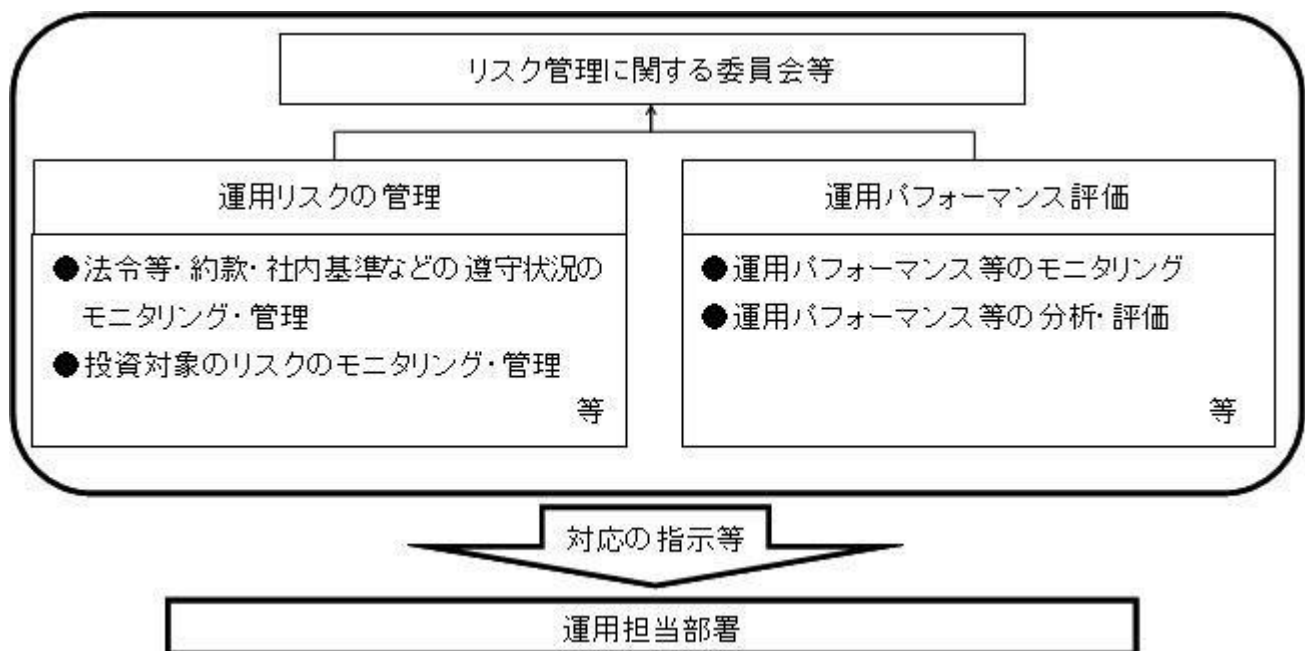 リスク管理に関する委員会等
運用リスクの管理
●法令等・約款・社内基準などの遵守状況の
モニタリング・管理
●投資対象のリスクのモニタリング・管理
等
運用パフォーマンス評価
●運用パフォーマンス等のモニタリング
●運用パフォーマンス等の分析・評価
等
対応の指示等
運用担当部署